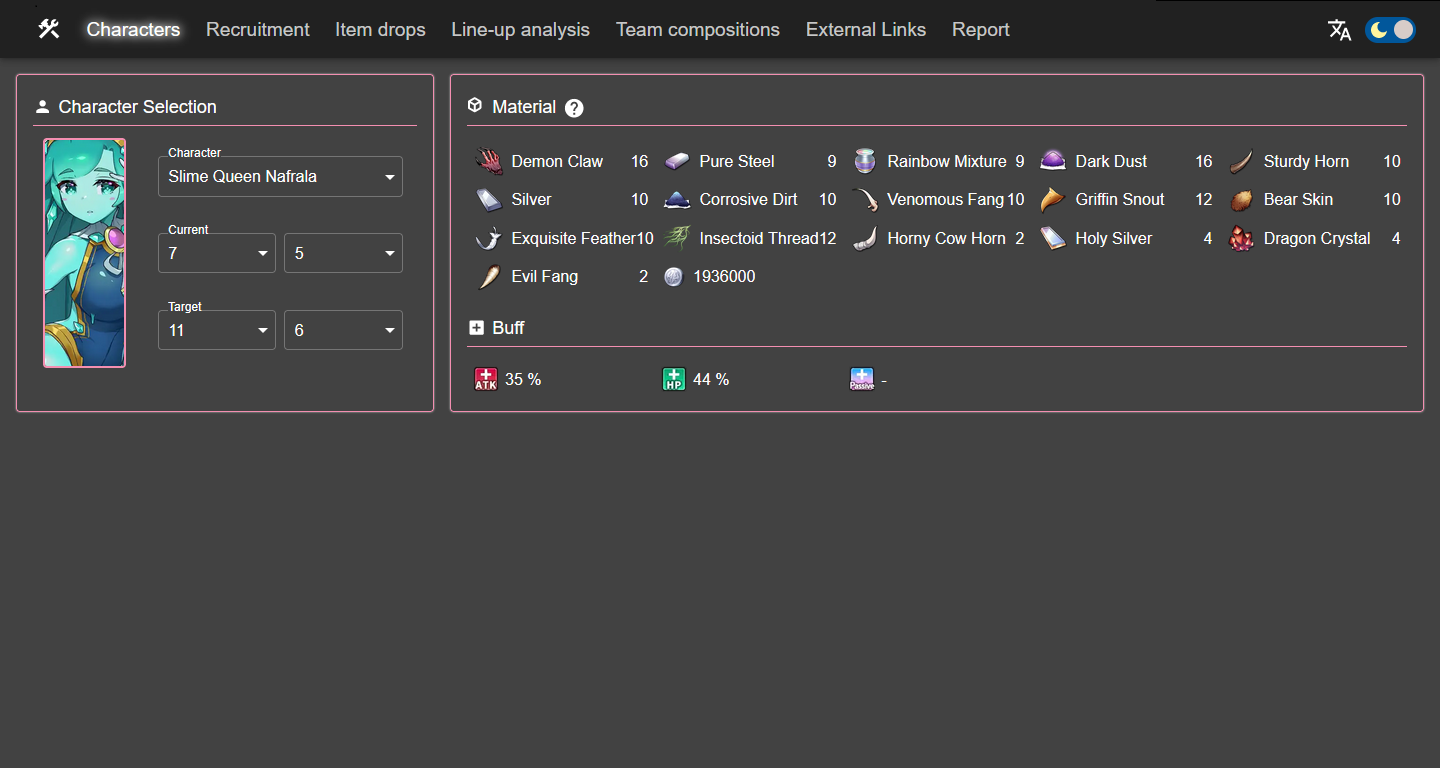 Characters Recruitment Item drops Line-up analysis Team compositions External Links Report
Character Selection
Character
Slime Queen Nafrala
Current
7 5
Target
11 6
Material ?
Demon Claw 16 Pure Steel 9 Rainbow Mixture 9 Dark Dust 16 Sturdy Horn 10
Silver 10 Corrosive Dirt 10 Venomous Fang 10 Griffin Snout 12 Bear Skin 10
Exquisite Feather 10 Insectoid Thread 12 Horny Cow Horn 2 Holy Silver 4 Dragon Crystal 4
Evil Fang 2 1936000
Buff
ATK 35 % HP 44 % Passive -